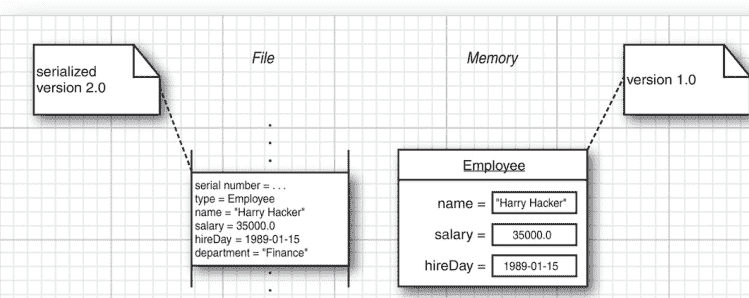 File
Memory
serialized
version 2.0
version 1.0
serial number = . . .
type = Employee
name = "Harry Hacker"
salary = 35000.0
hireDay = 1989-01-15
department = "Finance"
Employee
name = "Harry Hacker"
salary = 35000.0
hireDay = 1989-01-15